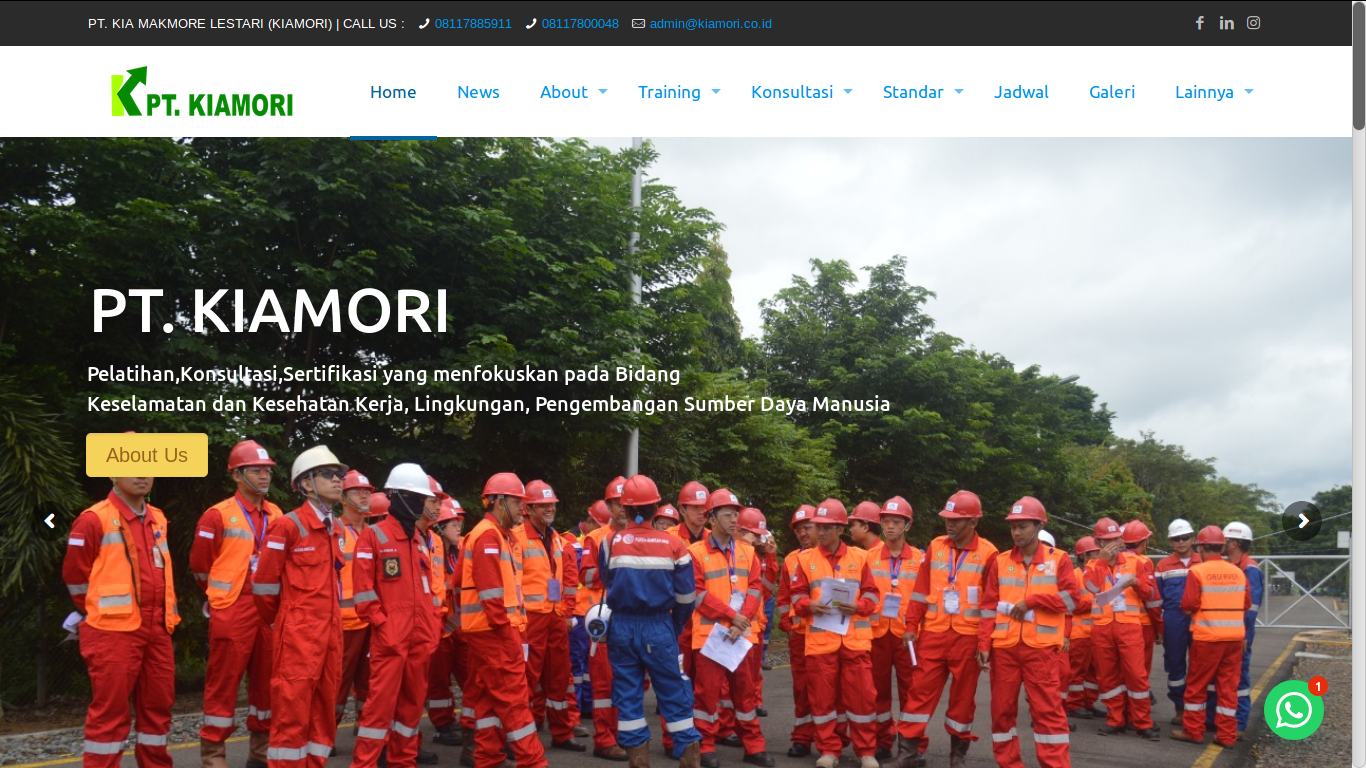 PT. KIA MAKMORE LESTARI (KIAMORI) | CALL US : 08117885911 08117800048 admin@kiamori.co.id
PT. KIAMORI
Home News About Training Konsultasi Standar Jadwal Galeri Lainnya
PT. KIAMORI
Pelatihan,Konsultasi,Sertifikasi yang menfokuskan pada Bidang
Keselamatan dan Kesehatan Kerja, Lingkungan, Pengembangan Sumber Daya Manusia
About Us
1